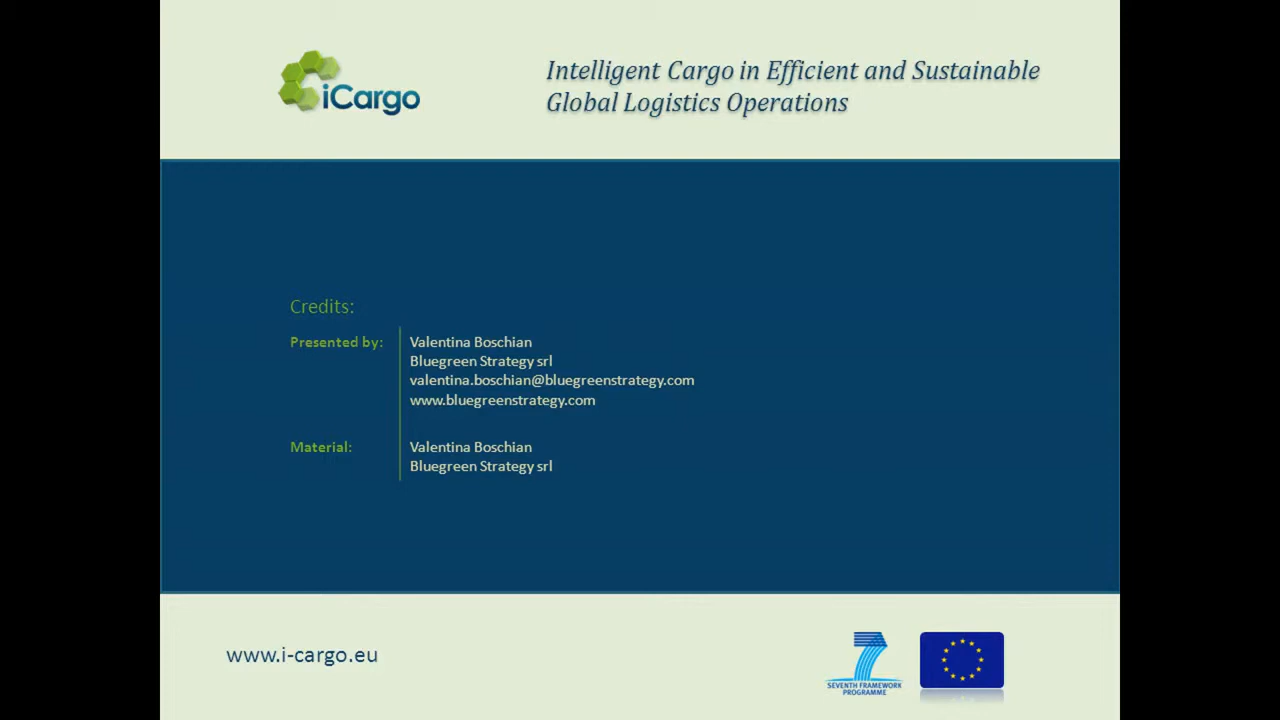 iCargo
Intelligent Cargo in Efficient and Sustainable
Global Logistics Operations
Credits:
Presented by:
Valentina Boschian
Bluegreen Strategy srl
valentina.boschian@bluegreenstrategy.com
www.bluegreenstrategy.com
Material:
Valentina Boschian
Bluegreen Strategy srl
www.i-cargo.eu
7
SEVENTH FRAMEWORK
PROGRAMME